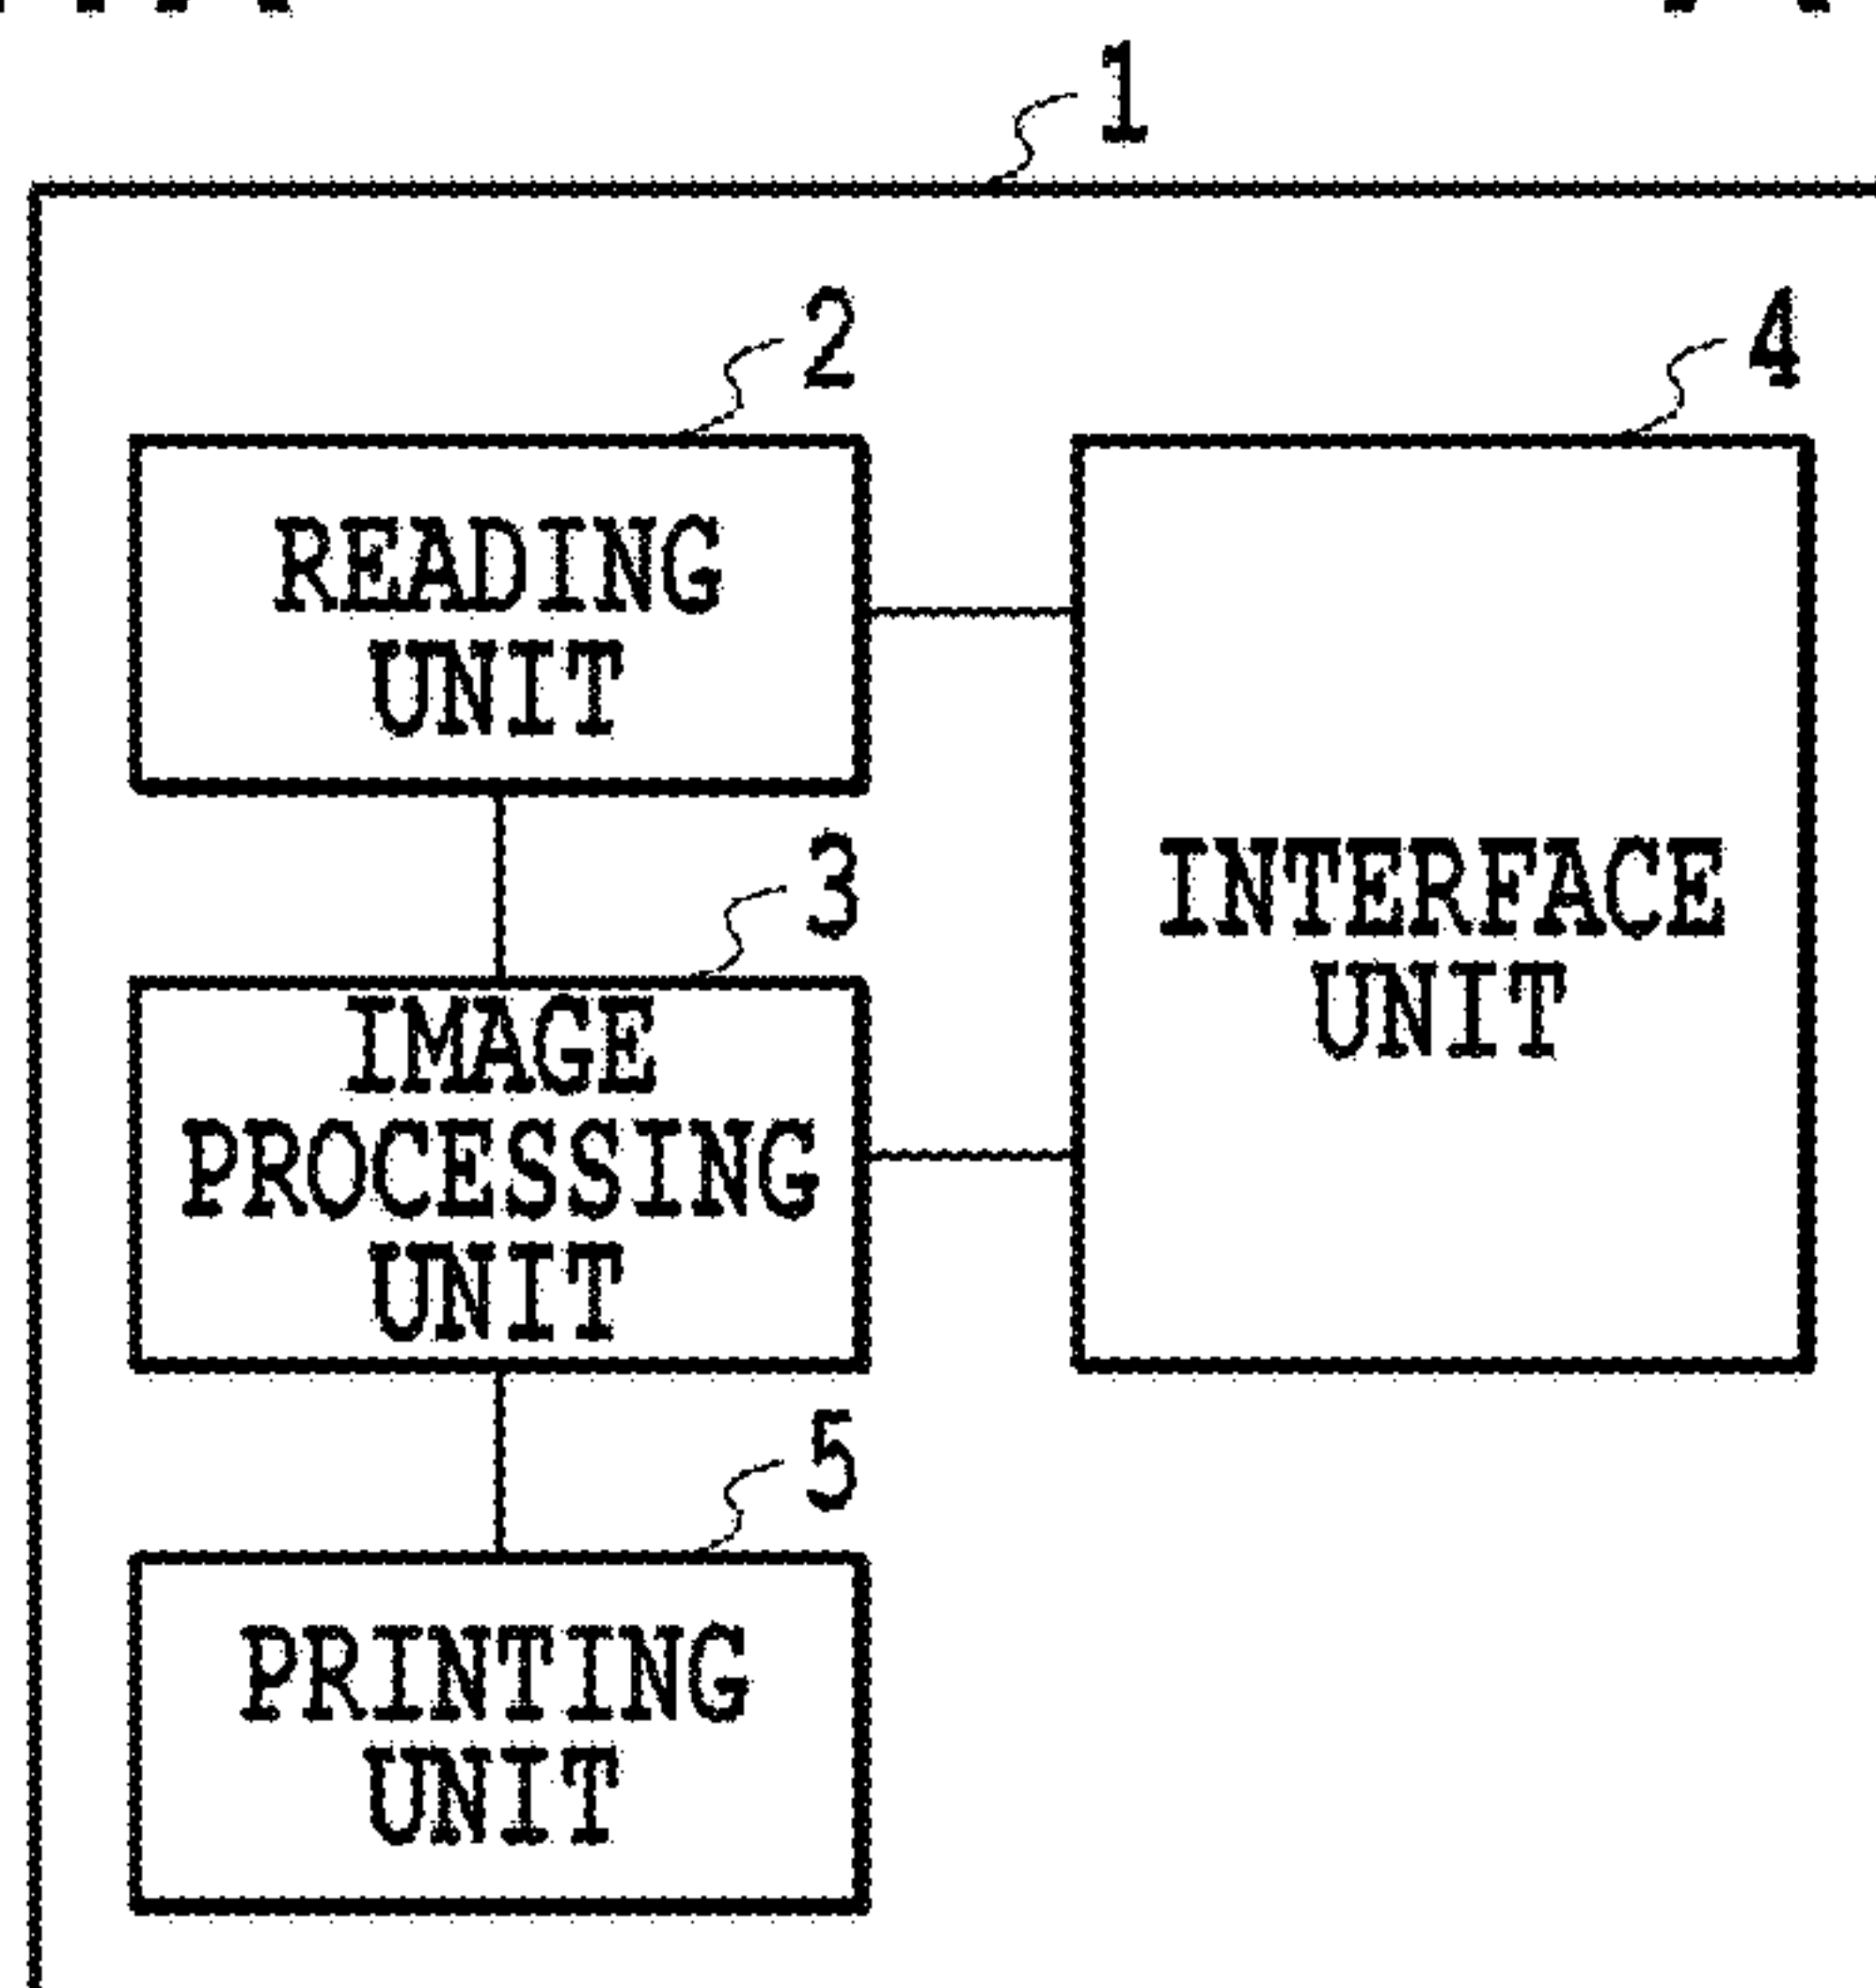 1
2
4
READING
UNIT
3
INTERFACE
UNIT
IMAGE
PROCESSING
UNIT
5
PRINTING
UNIT